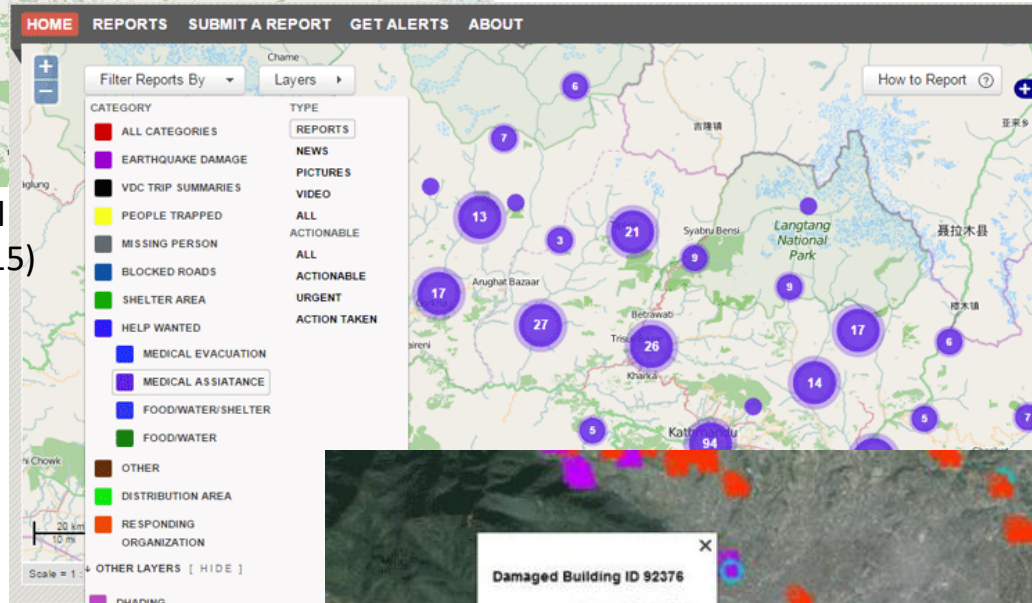 HOME REPORTS SUBMIT A REPORT GET ALERTS ABOUT
Chame
+
−
Filter Reports By
Layers
How to Report ?
CATEGORY
ALL CATEGORIES
EARTHQUAKE DAMAGE
VDC TRIP SUMMARIES
PEOPLE TRAPPED
MISSING PERSON
BLOCKED ROADS
SHELTER AREA
HELP WANTED
MEDICAL EVACUATION
MEDICAL ASSIATANCE
FOOD/WATER/SHELTER
FOOD/WATER
OTHER
DISTRIBUTION AREA
RESPONDING
ORGANIZATION
OTHER LAYERS [ HIDE ]
TYPE
REPORTS
NEWS
PICTURES
VIDEO
ALL
ACTIONABLE
ALL
ACTIONABLE
URGENT
ACTION TAKEN
6
吉隆镇
亚来乡
7
13
21
3
Syabru Bensi
9
Langtang
National
Park
聂拉木县
17
Arughat Bazaar
9
27
Betrawati
26
17
樟木镇
6
Kharka
14
5
5
7
94
15)
20 km
10 mi
Scale = 1 :
Damaged Building ID 92376